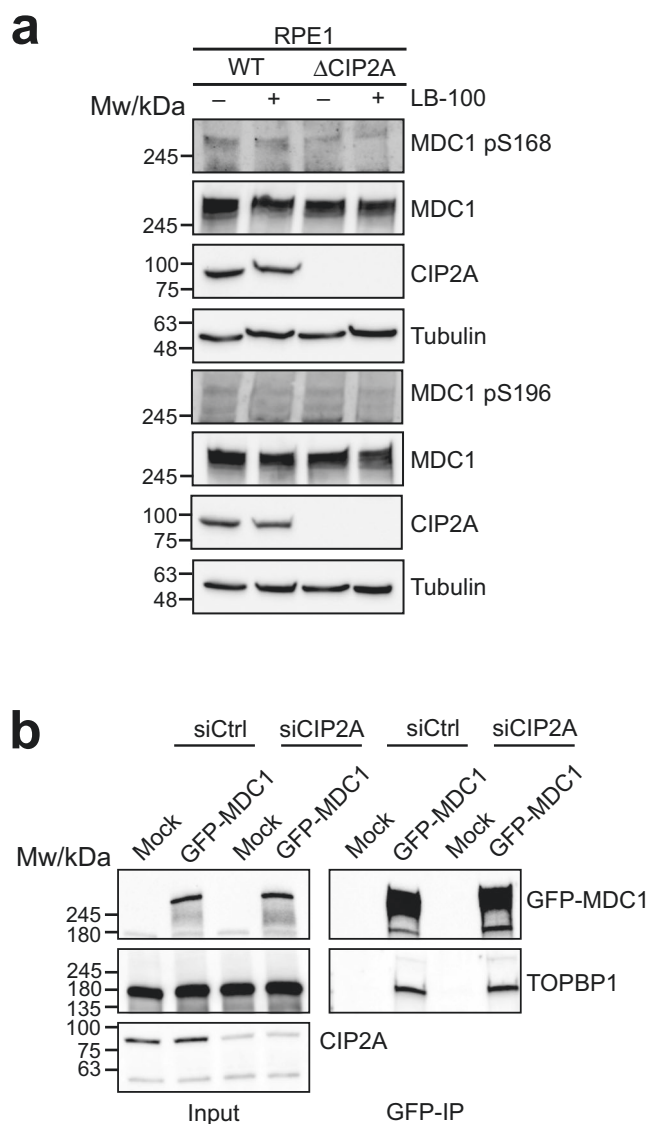 a
RPE1
WT ΔCIP2A
Mw/kDa – + – + LB-100
245 MDC1 pS168
MDC1
245
100 CIP2A
75
63 Tubulin
48
MDC1 pS196
245
MDC1
245
100 CIP2A
75
63 Tubulin
48
b
siCtrl siCIP2A siCtrl siCIP2A
Mock GFP-MDC1 Mock GFP-MDC1 Mock GFP-MDC1 Mock GFP-MDC1
Mw/kDa
245 GFP-MDC1
180
245
180 TOPBP1
135
100 CIP2A
75
63
Input GFP-IP